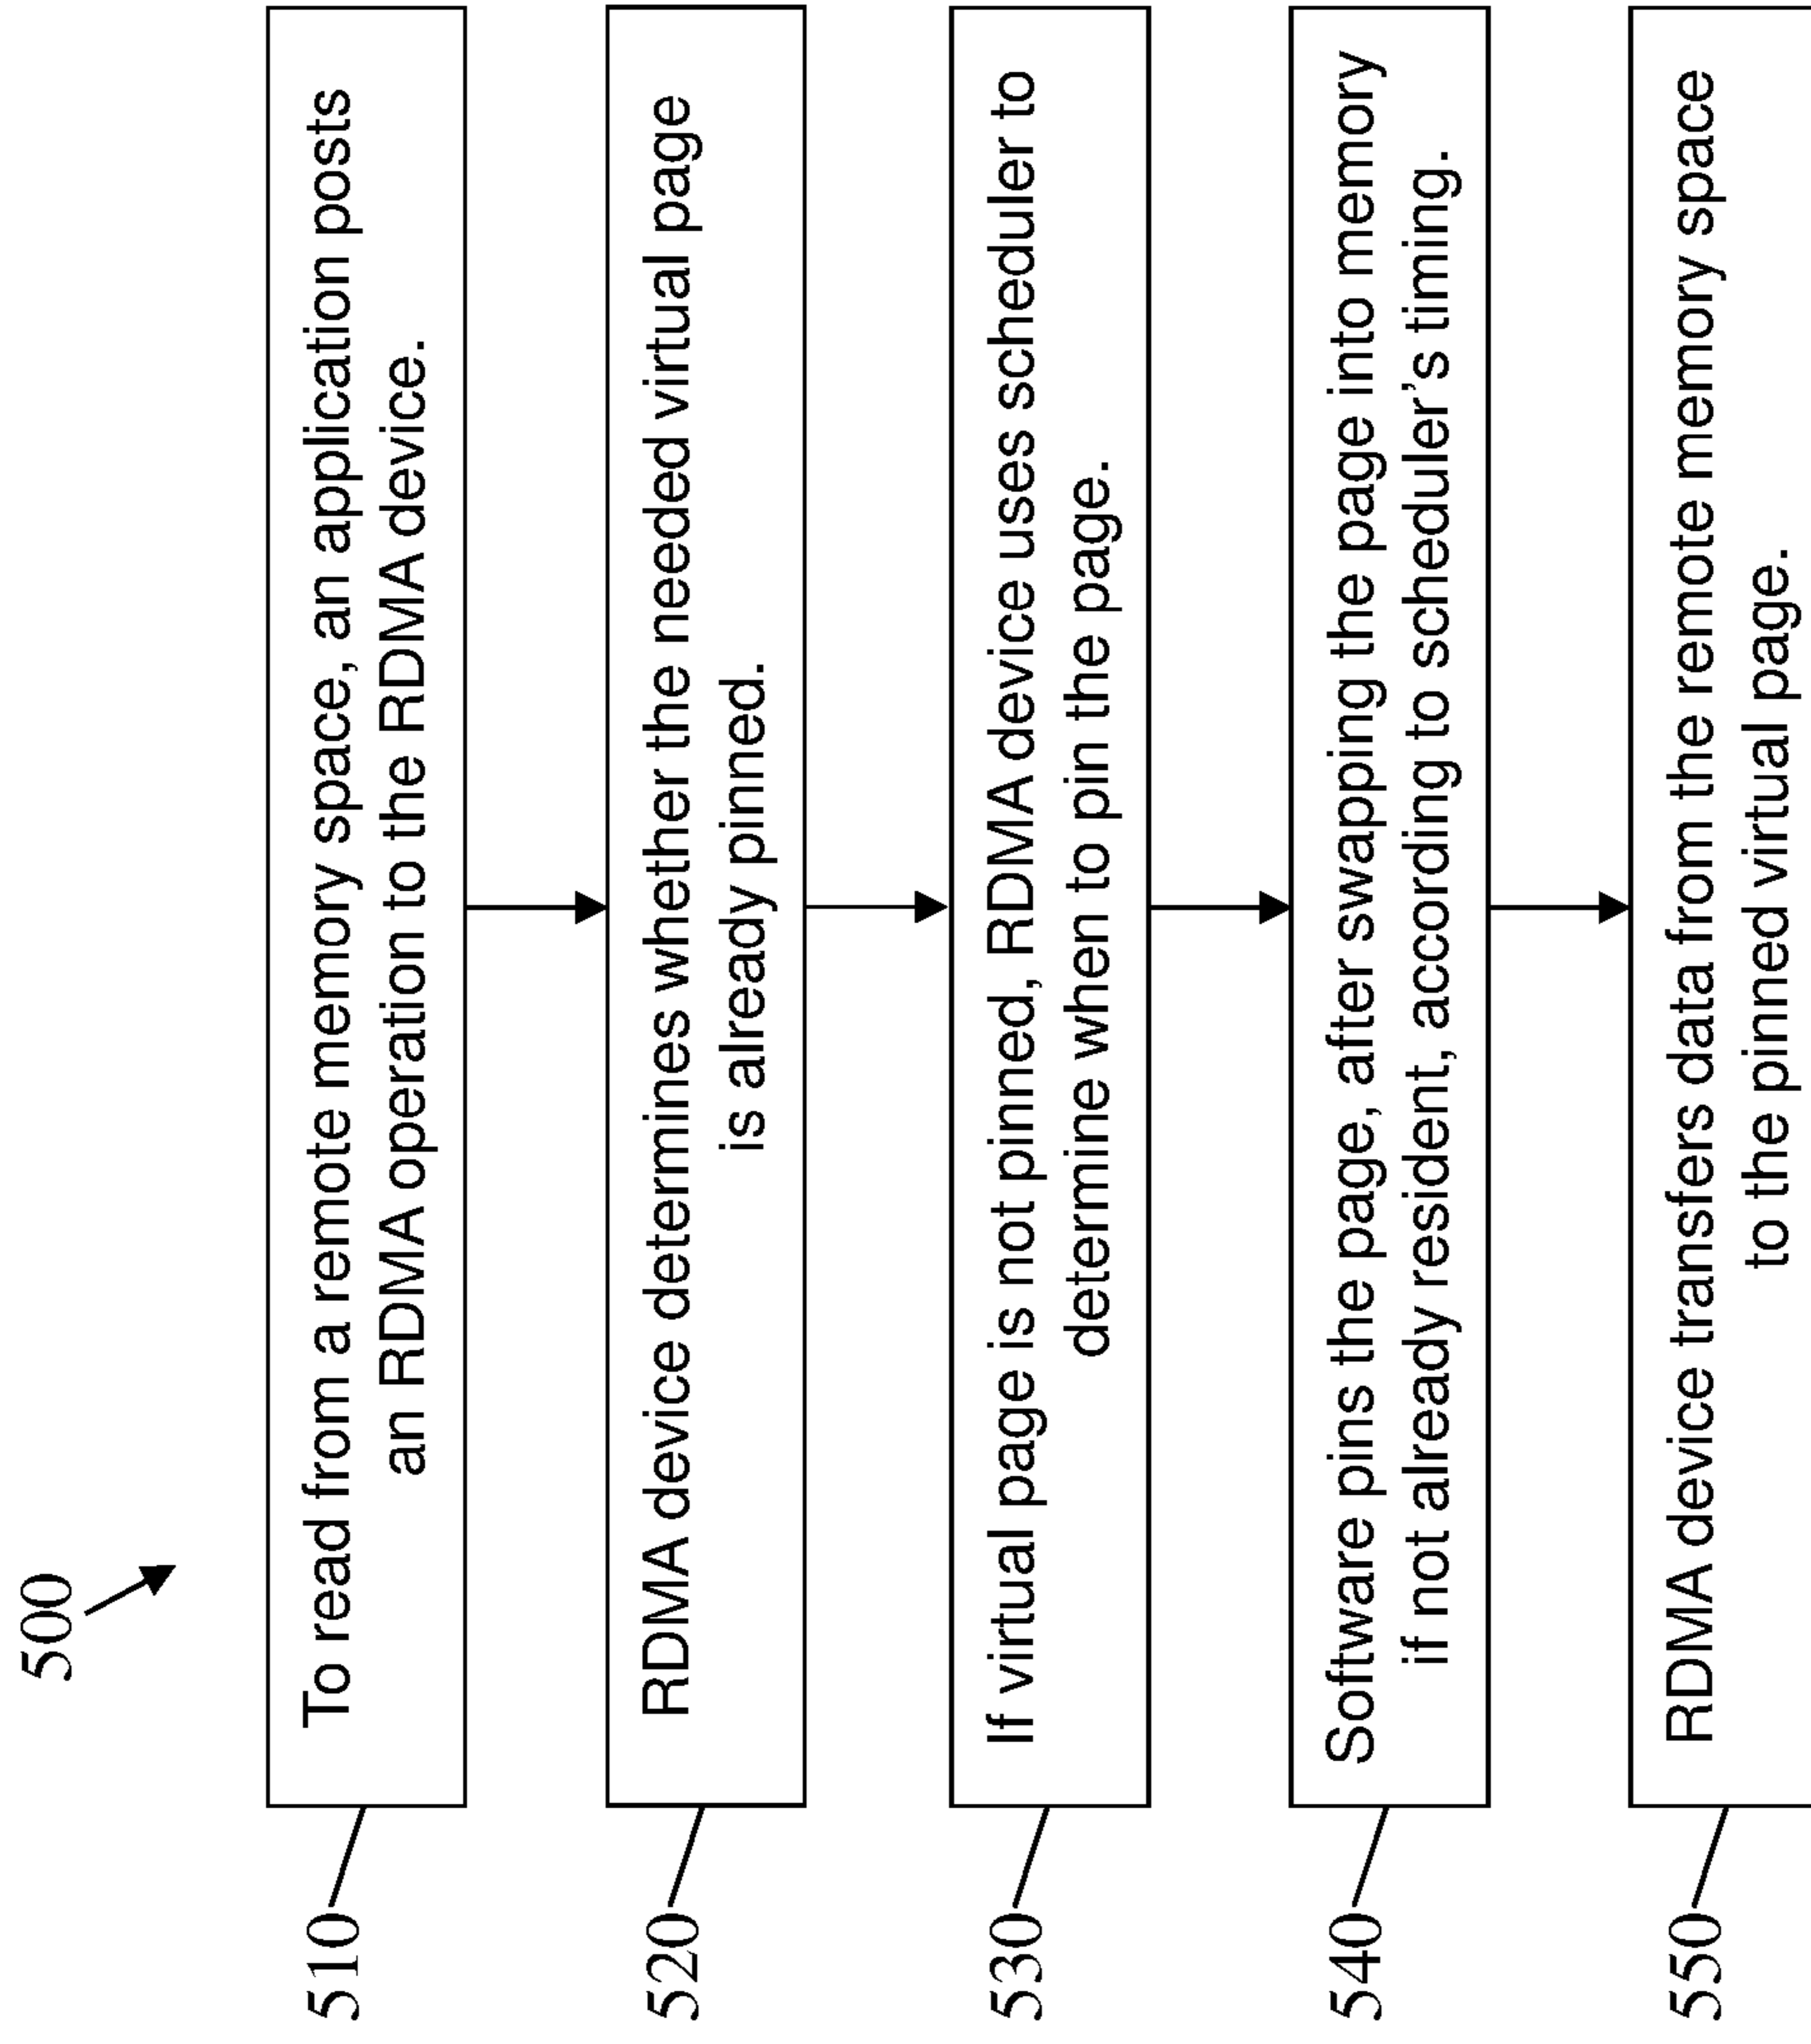 500
510
To read from a remote memory space, an application posts
an RDMA operation to the RDMA device.
520
RDMA device determines whether the needed virtual page
is already pinned.
530
If virtual page is not pinned, RDMA device uses scheduler to
determine when to pin the page.
540
Software pins the page, after swapping the page into memory
if not already resident, according to scheduler's timing.
550
RDMA device transfers data from the remote memory space
to the pinned virtual page.